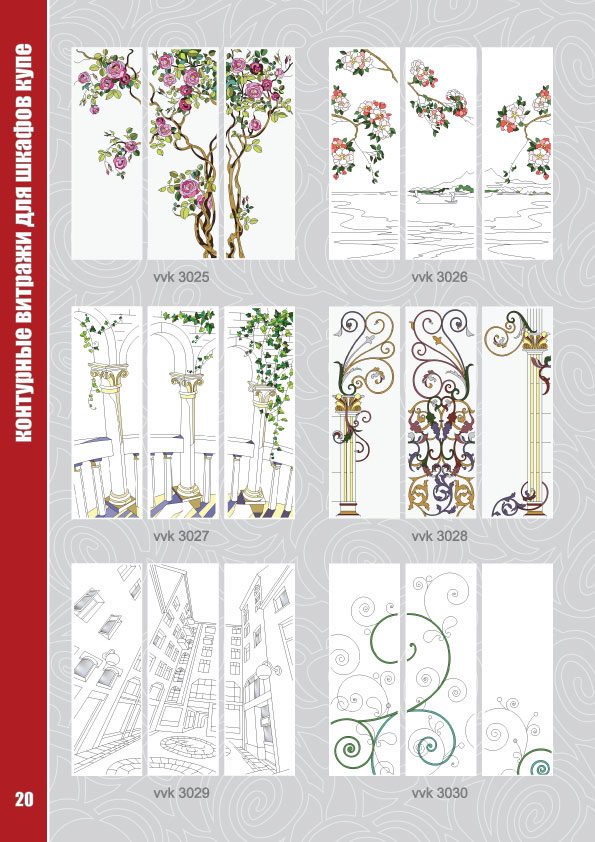 контурные витражи для шкафов купе
vvk 3025
vvk 3026
vvk 3027
vvk 3028
vvk 3029
vvk 3030
20